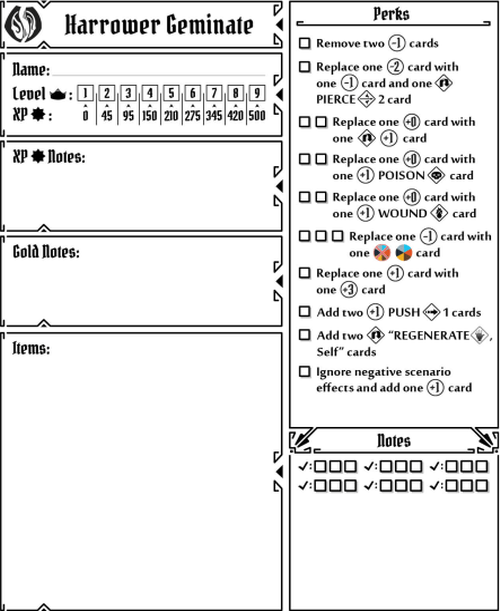 Harrower Geminate
Name:
Level : 1 2 3 4 5 6 7 8 9
XP : 0 45 95 150 210 275 345 420 500
XP Notes:
Gold Notes:
Items:
Perks
Remove two -1 cards
Replace one -2 card with
one -1 card and one
PIERCE 2 card
Replace one +0 card with
one +1 card
Replace one +0 card with
one +1 POISON card
Replace one +0 card with
one +1 WOUND card
Replace one -1 card with
one card
Replace one +1 card with
one +3 card
Add two +1 PUSH 1 cards
Add two “REGENERATE ,
Self” cards
Ignore negative scenario
effects and add one +1 card
Notes
✓: ✓: ✓:
✓: ✓: ✓: